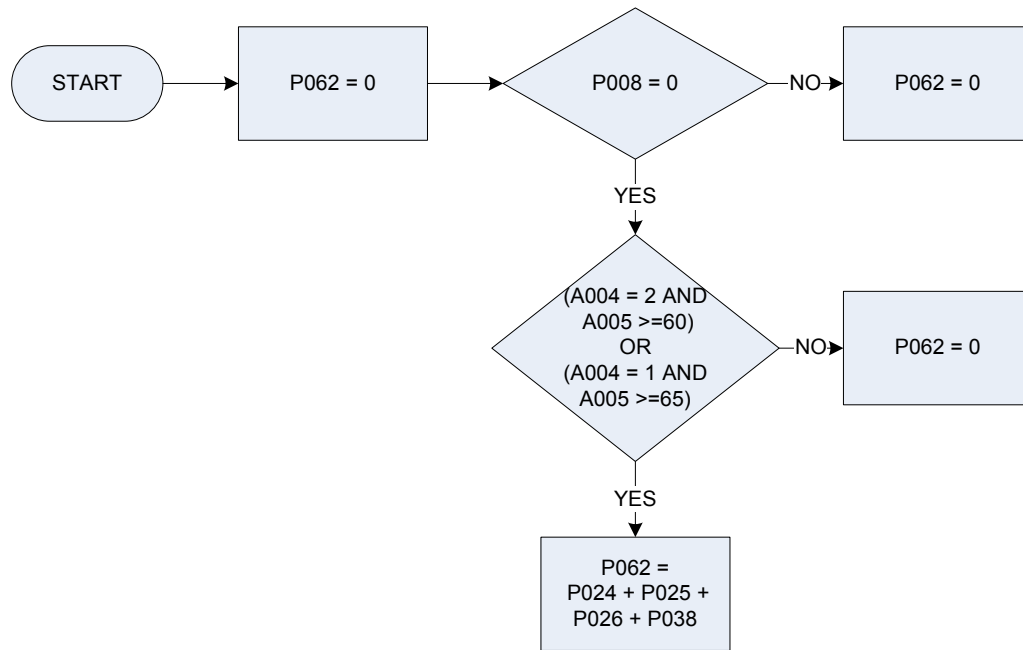 START
P062 = 0
P008 = 0
NO
P062 = 0
YES
(A004 = 2 AND
A005 >=60)
OR
(A004 = 1 AND
A005 >=65)
NO
P062 = 0
YES
P062 =
P024 + P025 +
P026 + P038